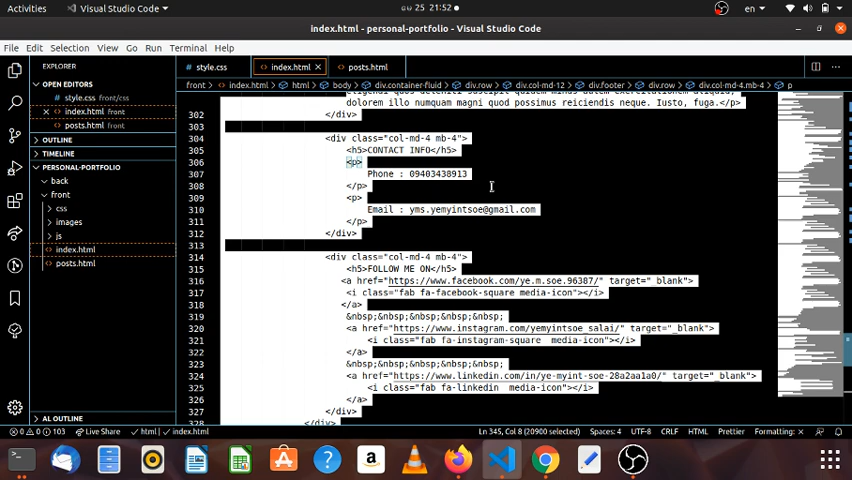 Activities
Visual Studio Code
25 21:52
en
index.html - personal-portfolio - Visual Studio Code
File Edit Selection View Go Run Terminal Help
EXPLORER
style.css
index.html
posts.html
front > index.html > html > body > div.container-fluid > div.row > div.col-md-12 > div.footer > div.row > div.col-md-4.mb-4 > p
OPEN EDITORS
style.css front/css
index.html front
posts.html front
OUTLINE
TIMELINE
PERSONAL-PORTFOLIO
back
front
css
images
js
index.html
posts.html
AL OUTLINE
dolorem illo numquam magni quod possimus reiciendis neque. Iusto, fuga.</p>
302 </div>
303
304 <div class="col-md-4 mb-4">
305 <h5>CONTACT INFO</h5>
306 <p>
307 Phone : 09403438913
308 </p>
309 <p>
310 Email : yms.yemyintsoe@gmail.com
311 </p>
312 </div>
313
314 <div class="col-md-4 mb-4">
315 <h5>FOLLOW ME ON</h5>
316 <a href="https://www.facebook.com/ye.m.soe.96387/" target="_blank">
317 <i class="fab fa-facebook-square media-icon"></i>
318 </a>
319 &nbsp;&nbsp;&nbsp;&nbsp;&nbsp;
320 <a href="https://www.instagram.com/yemyintsoe_salai/" target="_blank">
321 <i class="fab fa-instagram-square  media-icon"></i>
322 </a>
323 &nbsp;&nbsp;&nbsp;&nbsp;&nbsp;
324 <a href="https://www.linkedin.com/in/ye-myint-soe-28a2aa1a0/" target="_blank">
325 <i class="fab fa-linkedin  media-icon"></i>
326 </a>
327 </div>
328 </div>
0 0 103 Live Share html index.html Ln 345, Col 8 (20900 selected) Spaces: 4 UTF-8 CRLF HTML Prettier Formatting: ×